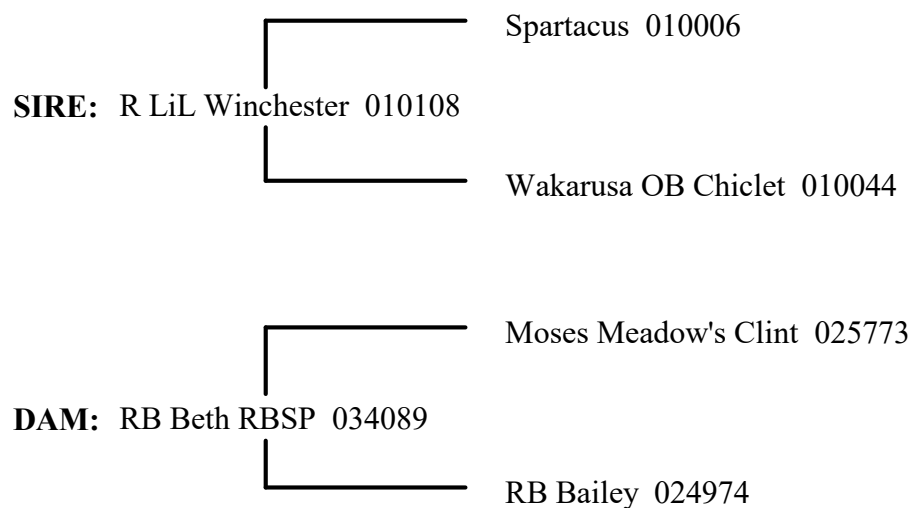 Spartacus 010006
SIRE: R LiL Winchester 010108
Wakarusa OB Chiclet 010044
Moses Meadow's Clint 025773
DAM: RB Beth RBSP 034089
RB Bailey 024974